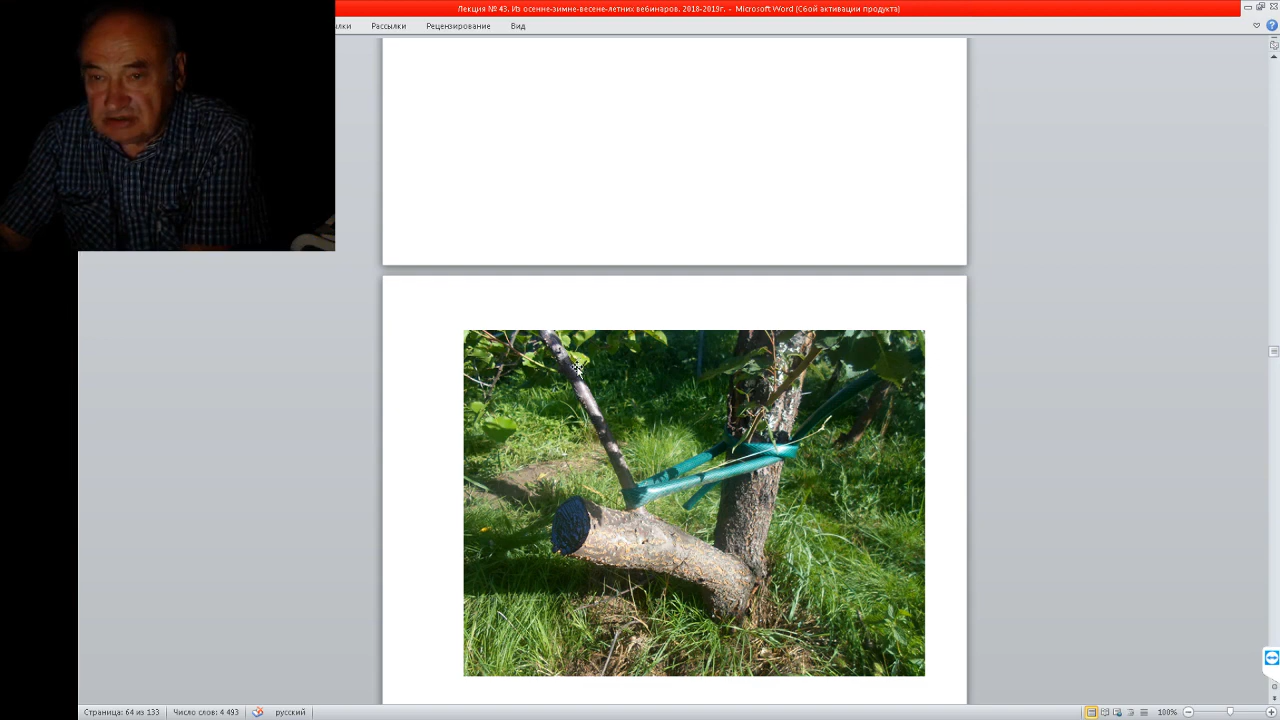 Лекция № 43. Из осенне-зимне-весене-летних вебинаров. 2018-2019г. - Microsoft Word (Сбой активации продукта)
лки Рассылки Рецензирование Вид
Страница: 64 из 133 Число слов: 4 493 русский 100%